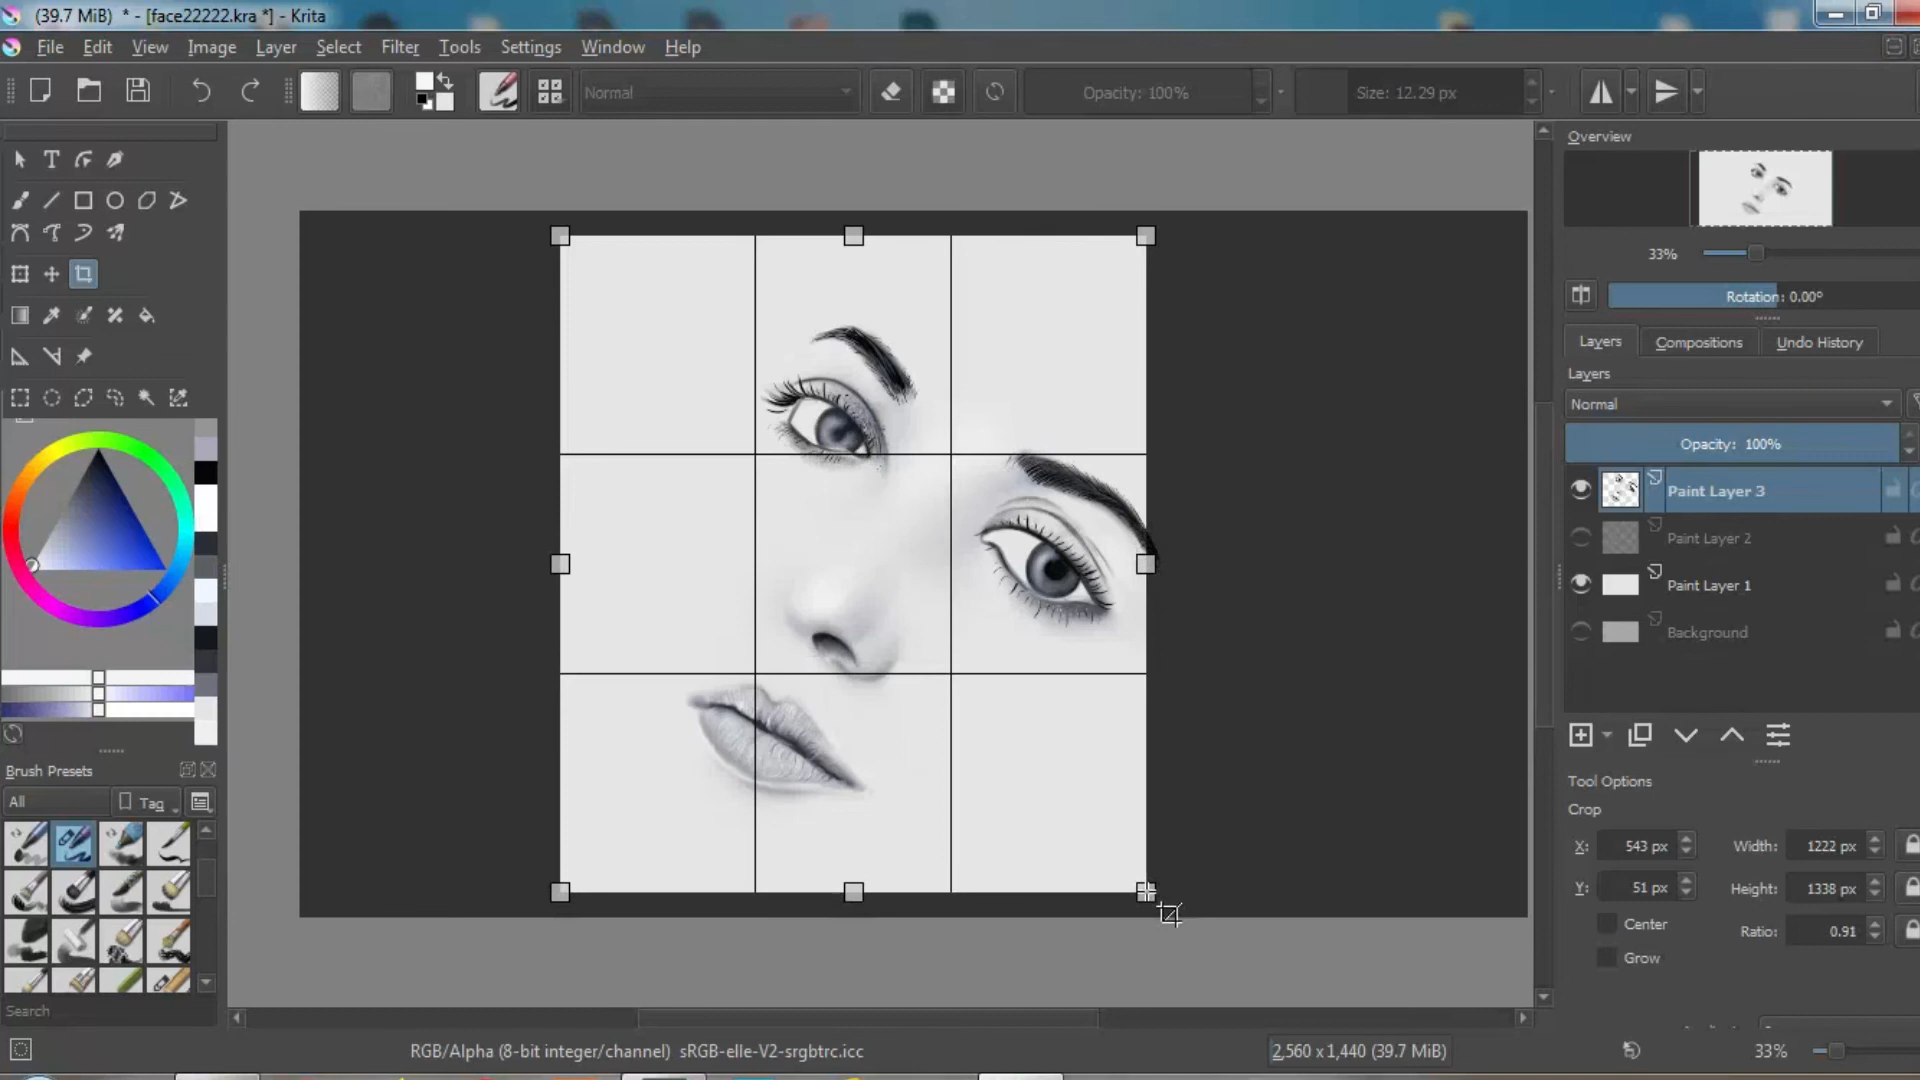 (39.7 MiB) * - [face22222.kra *] - Krita
File Edit View Image Layer Select Filter Tools Settings Window Help
Normal Opacity: 100% Size: 12.29 px
Overview
33%
Rotation: 0.00°
Layers Compositions Undo History
Layers
Normal
Opacity: 100%
Paint Layer 3
Paint Layer 2
Paint Layer 1
Background
Brush Presets
All Tag
Search
Tool Options
Crop
X: 543 px Width: 1222 px
Y: 51 px Height: 1338 px
Center Ratio: 0.91
Grow
RGB/Alpha (8-bit integer/channel) sRGB-elle-V2-srgbtrc.icc 2,560 x 1,440 (39.7 MiB) 33%